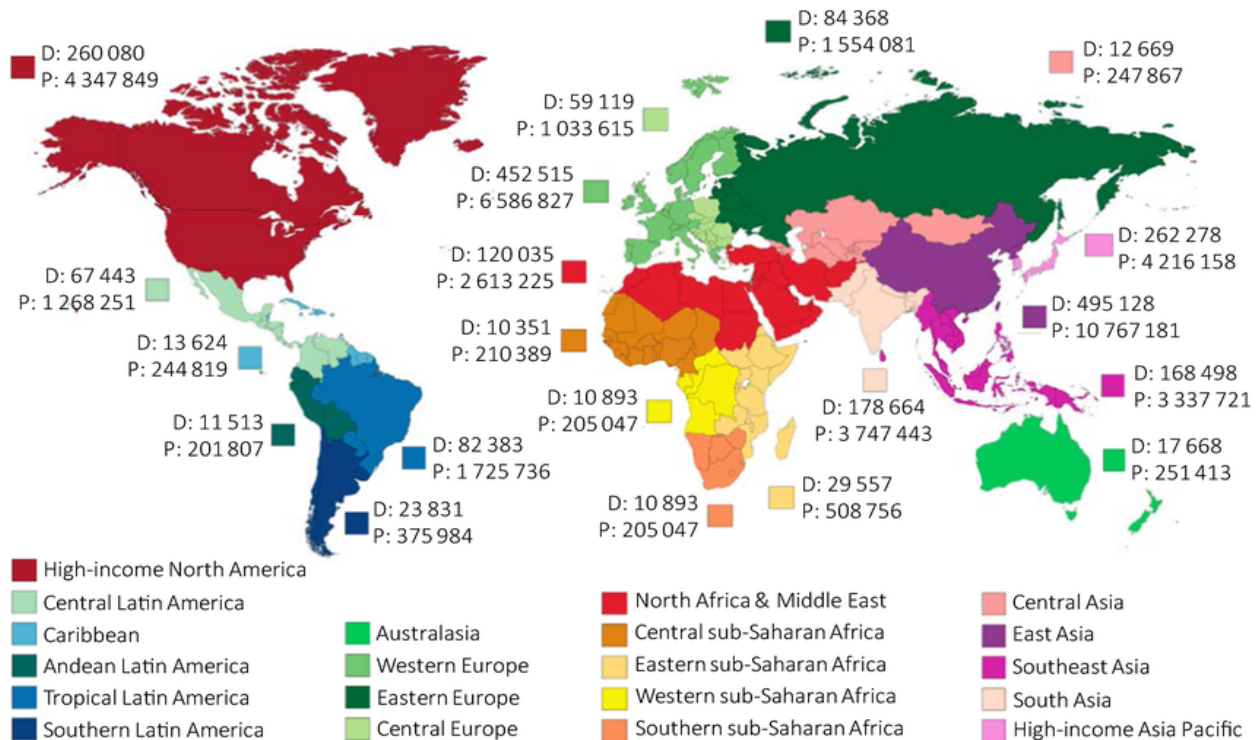 D: 260 080
P: 4 347 849
D: 84 368
P: 1 554 081
D: 12 669
P: 247 867
D: 59 119
P: 1 033 615
D: 452 515
P: 6 586 827
D: 120 035
P: 2 613 225
D: 262 278
P: 4 216 158
D: 67 443
P: 1 268 251
D: 495 128
P: 10 767 181
D: 10 351
P: 210 389
D: 13 624
P: 244 819
D: 168 498
P: 3 337 721
D: 10 893
P: 205 047
D: 178 664
P: 3 747 443
D: 11 513
P: 201 807
D: 82 383
P: 1 725 736
D: 17 668
P: 251 413
D: 29 557
P: 508 756
D: 10 893
P: 205 047
D: 23 831
P: 375 984
High-income North America
Central Latin America
Caribbean
Andean Latin America
Tropical Latin America
Southern Latin America
Australasia
Western Europe
Eastern Europe
Central Europe
North Africa & Middle East
Central sub-Saharan Africa
Eastern sub-Saharan Africa
Western sub-Saharan Africa
Southern sub-Saharan Africa
Central Asia
East Asia
Southeast Asia
South Asia
High-income Asia Pacific